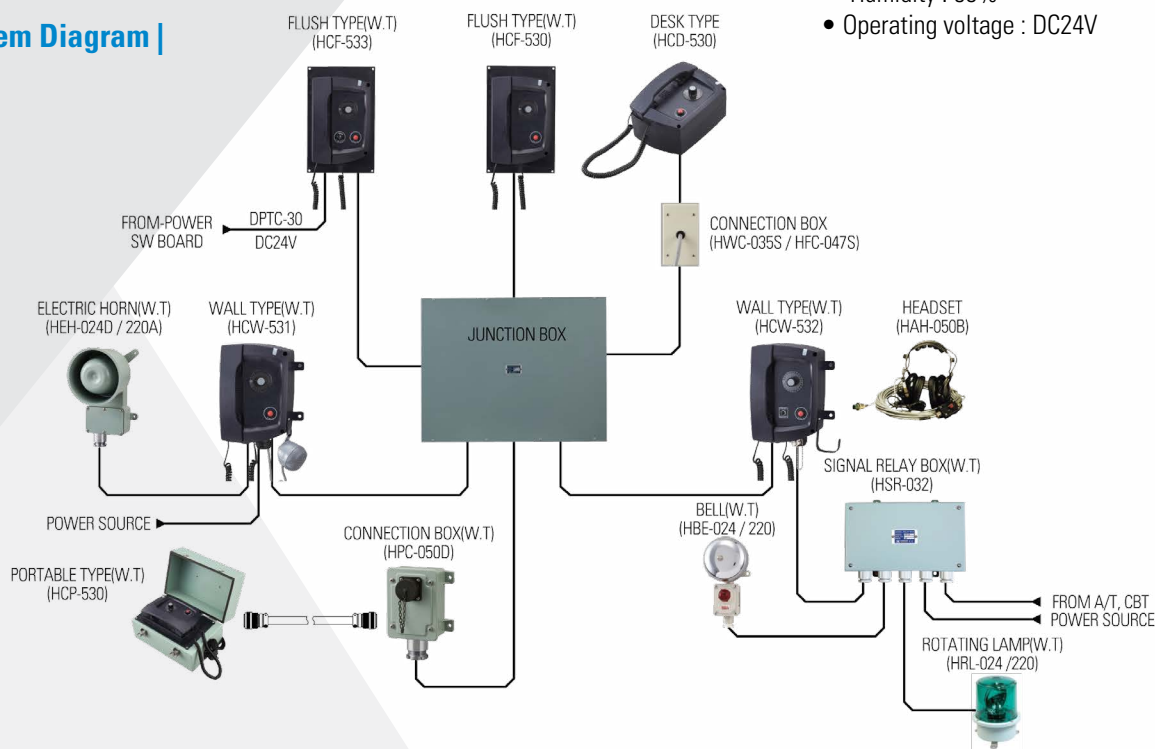 em Diagram |
• Operating voltage : DC24V
FLUSH TYPE(W.T)
(HCF-533)
FLUSH TYPE(W.T)
(HCF-530)
DESK TYPE
(HCD-530)
FROM-POWER
SW BOARD
DPTC-30
DC24V
CONNECTION BOX
(HWC-035S / HFC-047S)
ELECTRIC HORN(W.T)
(HEH-024D / 220A)
WALL TYPE(W.T)
(HCW-531)
JUNCTION BOX
WALL TYPE(W.T)
(HCW-532)
HEADSET
(HAH-050B)
POWER SOURCE
SIGNAL RELAY BOX(W.T)
(HSR-032)
BELL(W.T)
(HBE-024 / 220)
CONNECTION BOX(W.T)
(HPC-050D)
PORTABLE TYPE(W.T)
(HCP-530)
FROM A/T, CBT
POWER SOURCE
ROTATING LAMP(W.T)
(HRL-024 /220)